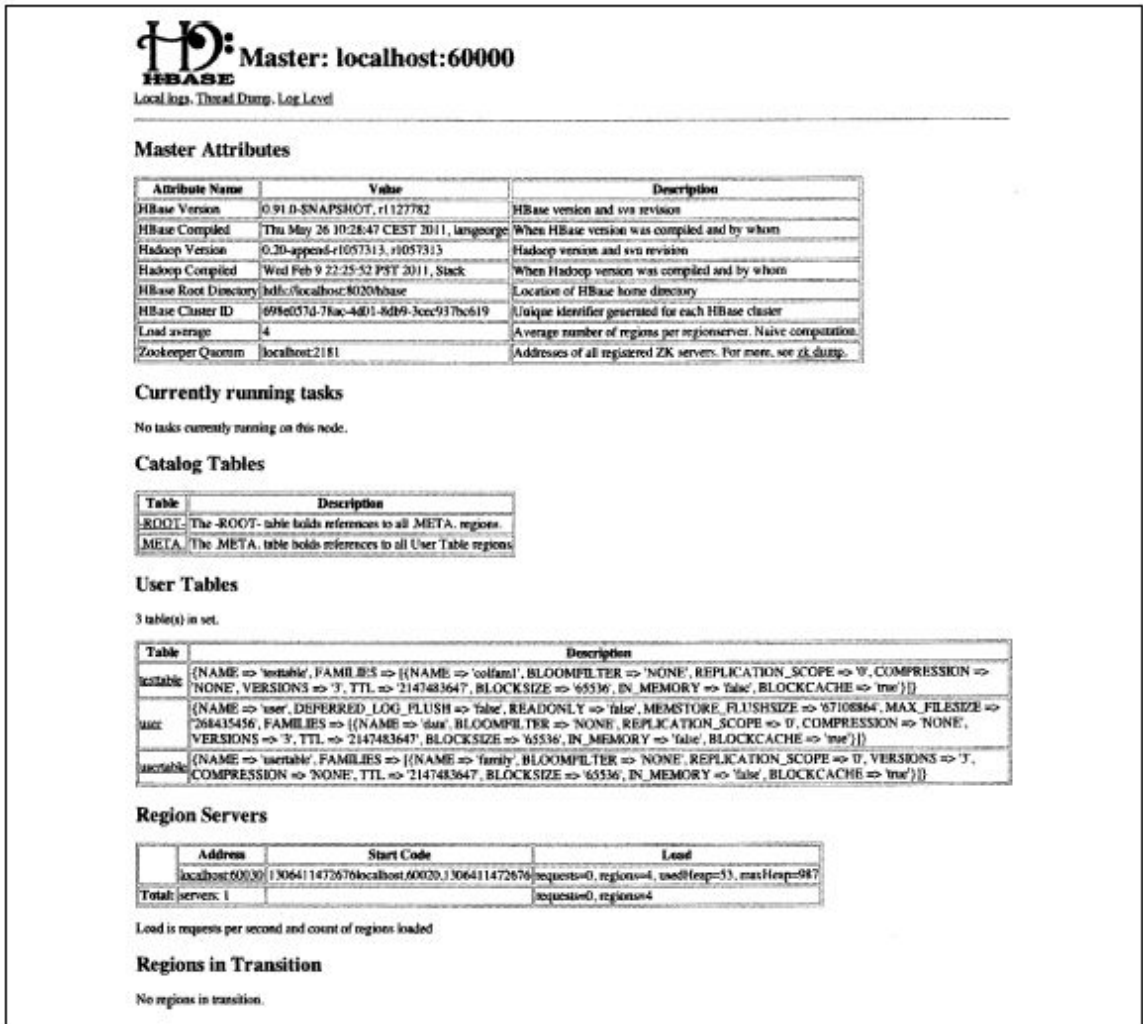 HBASE
Master: localhost:60000
Local logs, Thread Dump, Log Level
Master Attributes
Attribute Name Value Description
HBase Version 0.91.0-SNAPSHOT, r1127782 HBase version and svn revision
HBase Compiled Thu May 26 10:28:47 CEST 2011, larsgeorge When HBase version was compiled and by whom
Hadoop Version 0.20-append-r1057313, r1057313 Hadoop version and svn revision
Hadoop Compiled Wed Feb 9 22:25:52 PST 2011, Stack When Hadoop version was compiled and by whom
HBase Root Directory hdfs://localhost:8020/hbase Location of HBase home directory
HBase Cluster ID 698e057d-78ac-4d01-8db9-3cec937bc619 Unique identifier generated for each HBase cluster
Load average 4 Average number of regions per regionserver. Naive computation.
Zookeeper Quorum localhost:2181 Addresses of all registered ZK servers. For more, see zk dump.
Currently running tasks
No tasks currently running on this node.
Catalog Tables
Table Description
-ROOT- The -ROOT- table holds references to all .META. regions.
.META. The .META. table holds references to all User Table regions
User Tables
3 table(s) in set.
Table Description
testtable {NAME => 'testtable', FAMILIES => [{NAME => 'colfam1', BLOOMFILTER => 'NONE', REPLICATION_SCOPE => '0', COMPRESSION =>
'NONE', VERSIONS => '3', TTL => '2147483647', BLOCKSIZE => '65536', IN_MEMORY => 'false', BLOCKCACHE => 'true'}]}
user {NAME => 'user', DEFERRED_LOG_FLUSH => 'false', READONLY => 'false', MEMSTORE_FLUSHSIZE => '67108864', MAX_FILESIZE =>
'268435456', FAMILIES => [{NAME => 'data', BLOOMFILTER => 'NONE', REPLICATION_SCOPE => '0', COMPRESSION => 'NONE',
VERSIONS => '3', TTL => '2147483647', BLOCKSIZE => '65536', IN_MEMORY => 'false', BLOCKCACHE => 'true'}]}
usertable {NAME => 'usertable', FAMILIES => [{NAME => 'family', BLOOMFILTER => 'NONE', REPLICATION_SCOPE => '0', VERSIONS => '3',
COMPRESSION => 'NONE', TTL => '2147483647', BLOCKSIZE => '65536', IN_MEMORY => 'false', BLOCKCACHE => 'true'}]}
Region Servers
Address Start Code Load
localhost:60030 1306411472676localhost,60020,1306411472676 requests=0, regions=4, usedHeap=53, maxHeap=987
Total: servers: 1 requests=0, regions=4
Load is requests per second and count of regions loaded
Regions in Transition
No regions in transition.